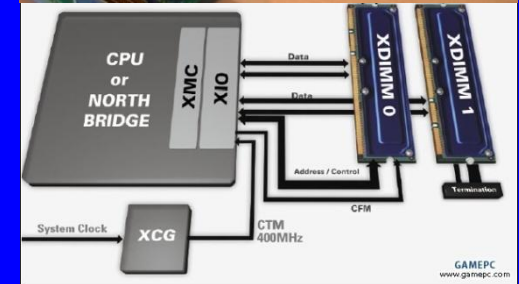 CPU
or
NORTH
BRIDGE
XMC
XIO
Data
Data
XDIMM 0
XDIMM 1
Address / Control
Termination
CFM
System Clock
XCG
CTM
400MHz
GAMEPC
www.gamepc.com